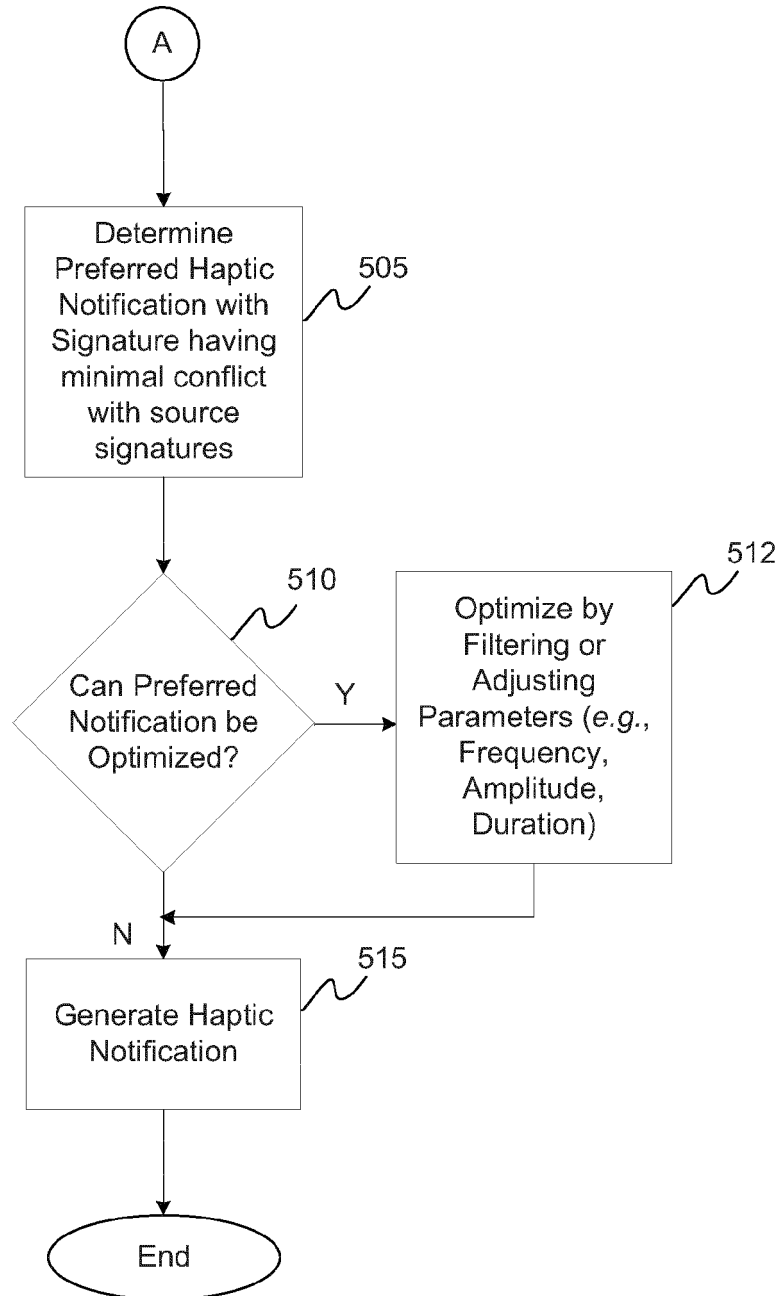 A
Determine
Preferred Haptic
Notification with
Signature having
minimal conflict
with source
signatures
505
510
Can Preferred
Notification be
Optimized?
Y
512
Optimize by
Filtering or
Adjusting
Parameters (e.g.,
Frequency,
Amplitude,
Duration)
N
515
Generate Haptic
Notification
End